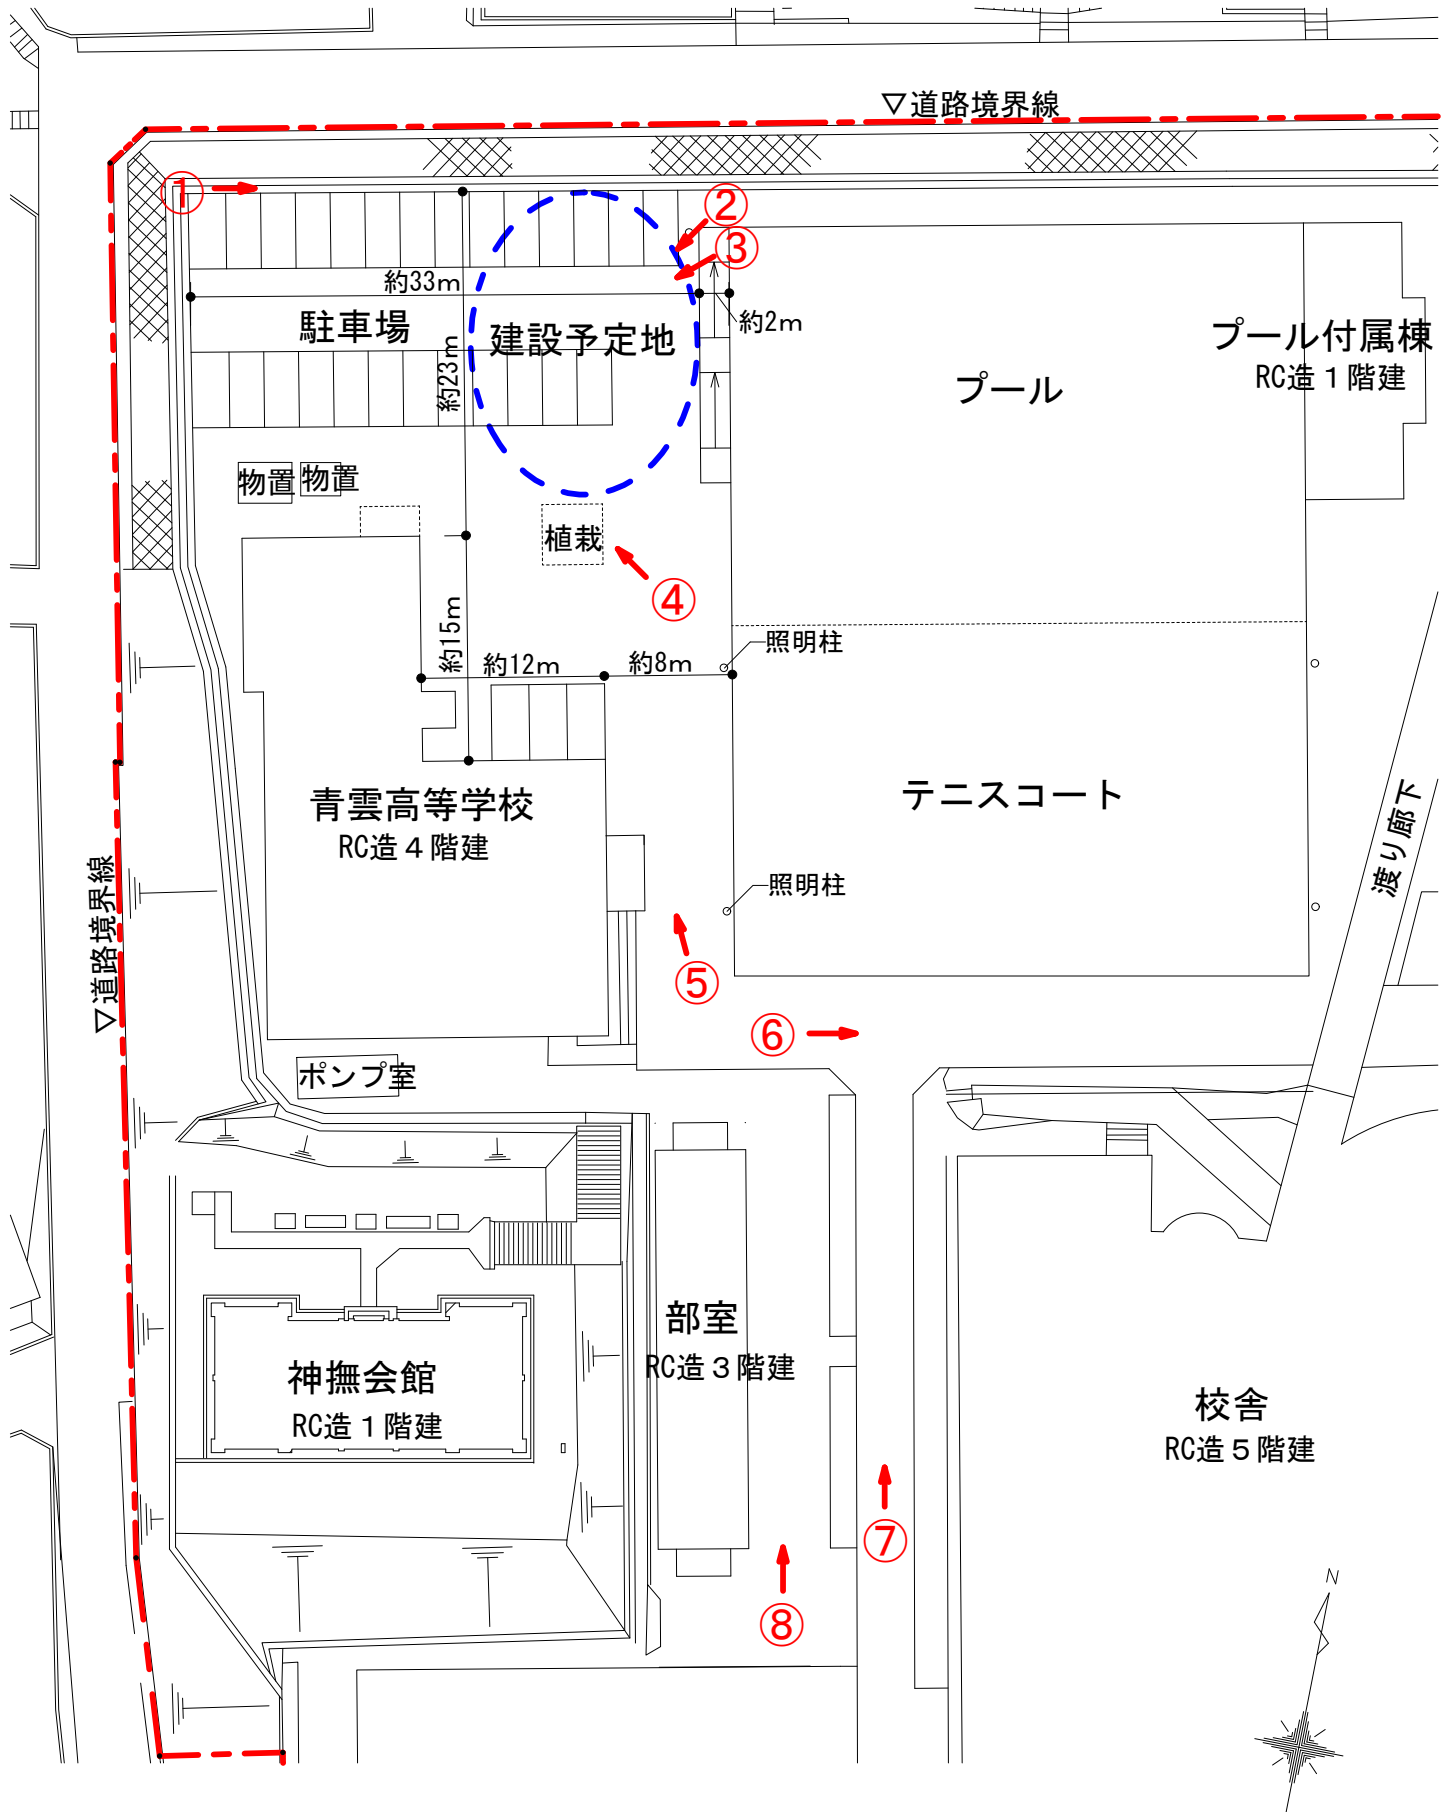 ▽道路境界線
①
②
③
約33m
約2m
駐車場
建設予定地
約23m
プール
プール付属棟
RC造１階建
物置
物置
植栽
④
約15m
約12m
約8m
照明柱
青雲高等学校
RC造４階建
テニスコート
渡り廊下
照明柱
▽道路境界線
⑤
⑥
ポンプ室
部室
RC造３階建
神撫会館
RC造１階建
校舎
RC造５階建
⑦
⑧
N